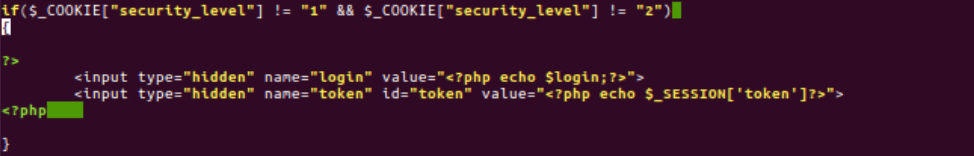 if($_COOKIE["security_level"] != "1" && $_COOKIE["security_level"] != "2")
{
?>
<input type="hidden" name="login" value="<?php echo $login;?>">
<input type="hidden" name="token" id="token" value="<?php echo $_SESSION['token']?>">
<?php
}